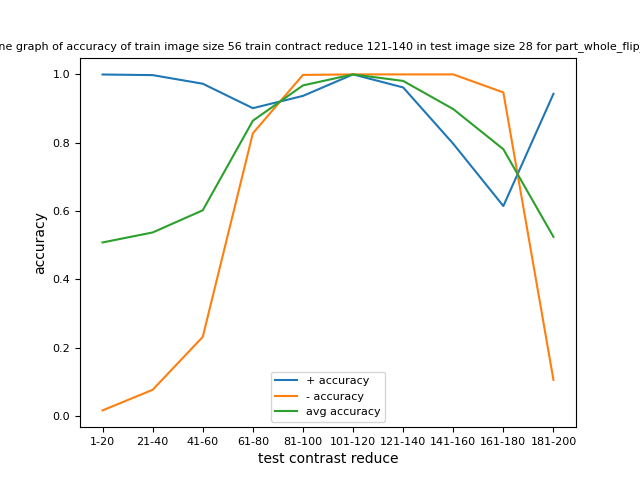 ne graph of accuracy of train image size 56 train contract reduce 121-140 in test image size 28 for part_whole_flip
1.0
0.8
0.6
0.4
0.2
0.0
accuracy
+ accuracy
- accuracy
avg accuracy
1-20 21-40 41-60 61-80 81-100 101-120 121-140 141-160 161-180 181-200
test contrast reduce